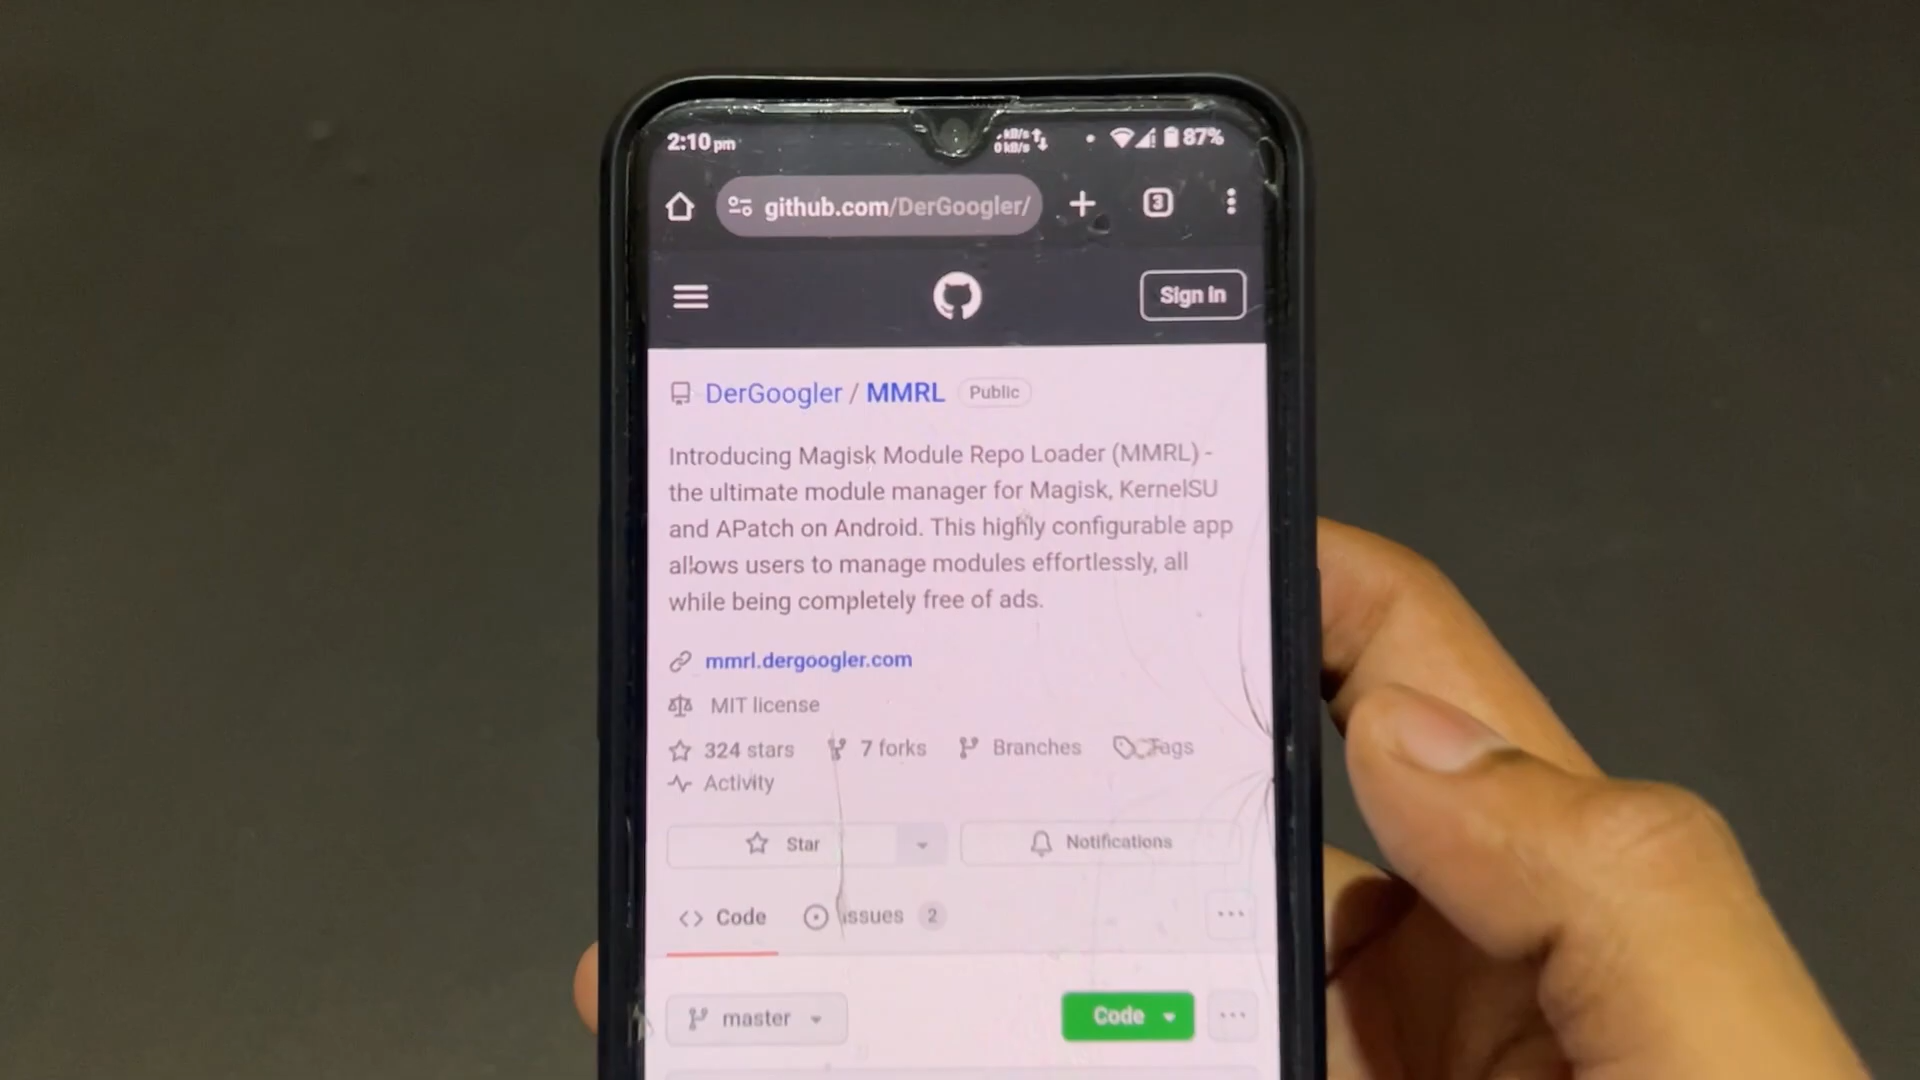 2:10 pm
kB/s
0 kB/s
87%
github.com/DerGoogler/
3
Sign in
DerGoogler / MMRL Public
Introducing Magisk Module Repo Loader (MMRL) -
the ultimate module manager for Magisk, KernelSU
and APatch on Android. This highly configurable app
allows users to manage modules effortlessly, all
while being completely free of ads.
mmrl.dergoogler.com
MIT license
324 stars 7 forks Branches Tags
Activity
Star Notifications
Code Issues 2
master Code